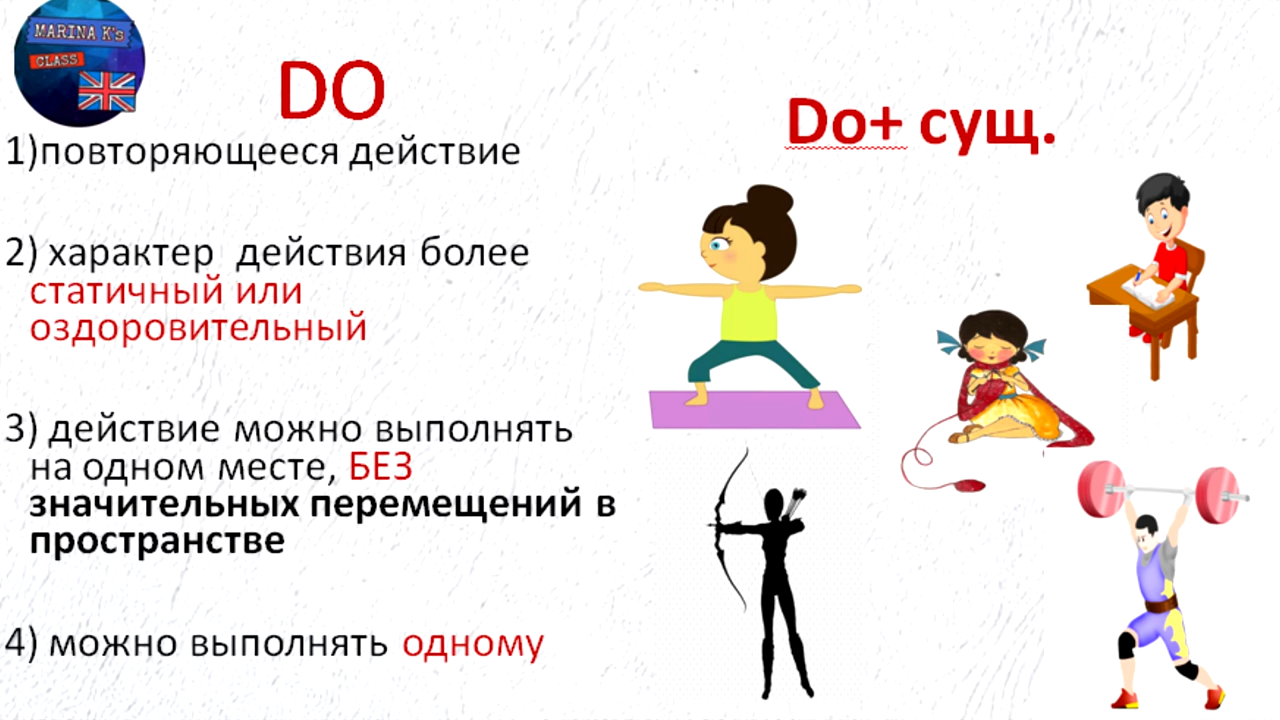 MARINA K's
CLASS
DO
1)повторяющееся действие
2) характер действия более
статичный или
оздоровительный
3) действие можно выполнять
на одном месте, БЕЗ
значительных перемещений в
пространстве
4) можно выполнять одному
Do+ сущ.